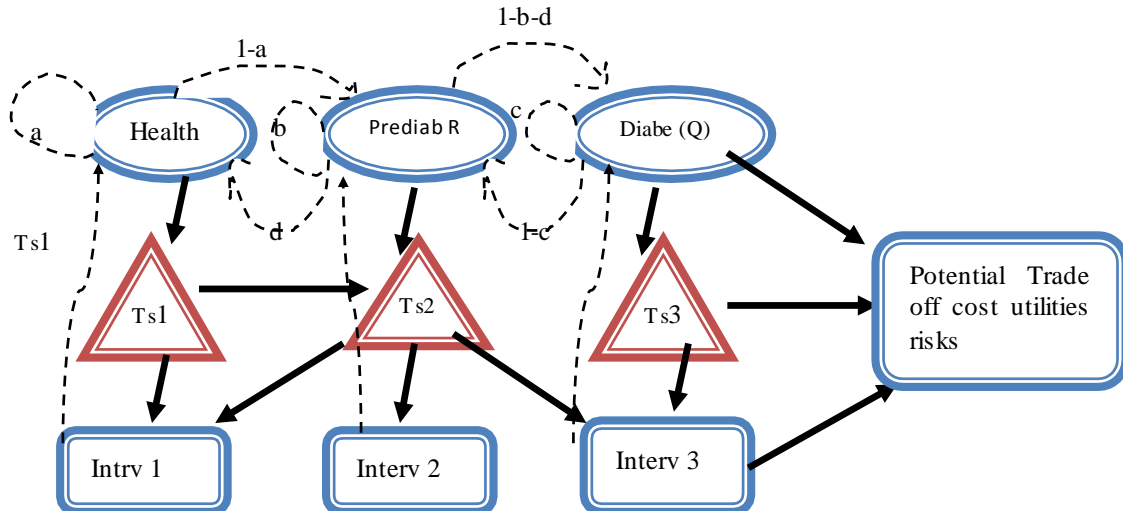 1-b-d
1-a
a
Health
b
Prediab R
c
Diabe (Q)
d
1-c
Ts1
Ts1
Ts2
Ts3
Potential Trade
off cost utilities
risks
Intrv 1
Interv 2
Interv 3